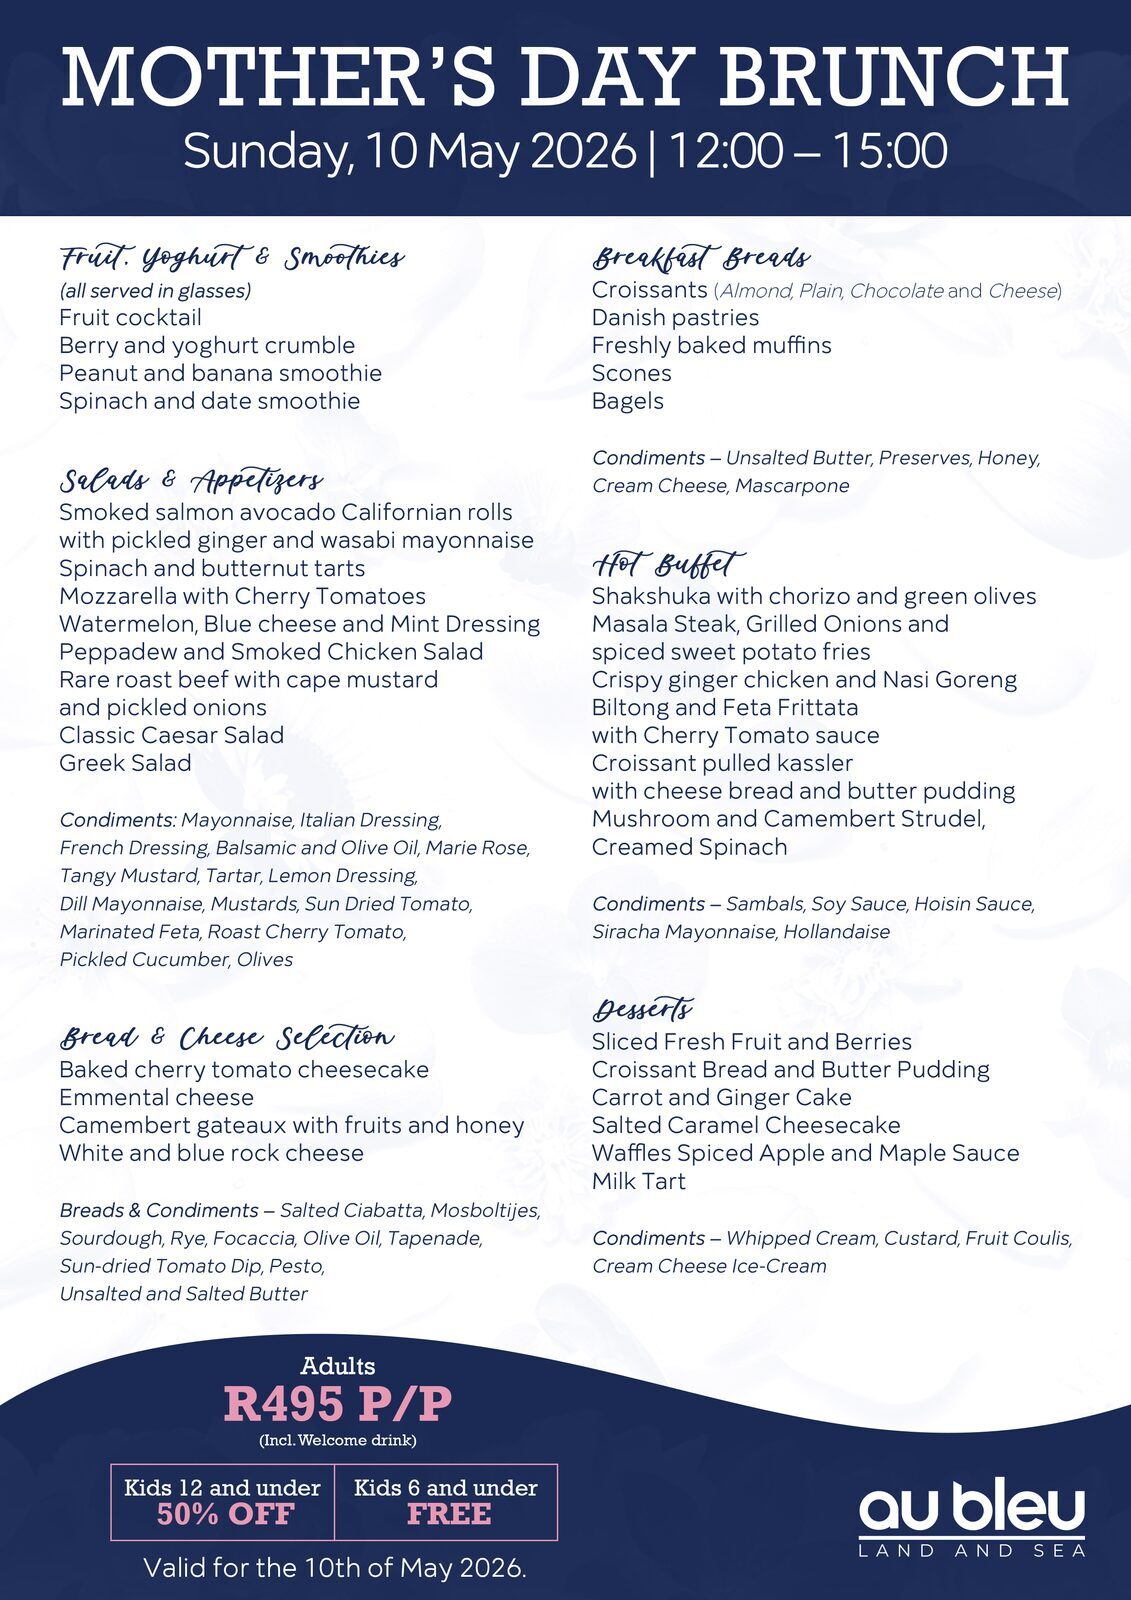 MOTHER'S DAY BRUNCH
Sunday, 10 May 2026 | 12:00 – 15:00
Fruit. Yoghurt & Smoothies
(all served in glasses)
Fruit cocktail
Berry and yoghurt crumble
Peanut and banana smoothie
Spinach and date smoothie
Salads & Appetizers
Smoked salmon avocado Californian rolls
with pickled ginger and wasabi mayonnaise
Spinach and butternut tarts
Mozzarella with Cherry Tomatoes
Watermelon, Blue cheese and Mint Dressing
Peppadew and Smoked Chicken Salad
Rare roast beef with cape mustard
and pickled onions
Classic Caesar Salad
Greek Salad
Condiments: Mayonnaise, Italian Dressing,
French Dressing, Balsamic and Olive Oil, Marie Rose,
Tangy Mustard, Tartar, Lemon Dressing,
Dill Mayonnaise, Mustards, Sun Dried Tomato,
Marinated Feta, Roast Cherry Tomato,
Pickled Cucumber, Olives
Bread & Cheese Selection
Baked cherry tomato cheesecake
Emmental cheese
Camembert gateaux with fruits and honey
White and blue rock cheese
Breads & Condiments – Salted Ciabatta, Mosboltijes,
Sourdough, Rye, Focaccia, Olive Oil, Tapenade,
Sun-dried Tomato Dip, Pesto,
Unsalted and Salted Butter
Breakfast Breads
Croissants (Almond, Plain, Chocolate and Cheese)
Danish pastries
Freshly baked muffins
Scones
Bagels
Condiments – Unsalted Butter, Preserves, Honey,
Cream Cheese, Mascarpone
Hot Buffet
Shakshuka with chorizo and green olives
Masala Steak, Grilled Onions and
spiced sweet potato fries
Crispy ginger chicken and Nasi Goreng
Biltong and Feta Frittata
with Cherry Tomato sauce
Croissant pulled kassler
with cheese bread and butter pudding
Mushroom and Camembert Strudel,
Creamed Spinach
Condiments – Sambals, Soy Sauce, Hoisin Sauce,
Siracha Mayonnaise, Hollandaise
Desserts
Sliced Fresh Fruit and Berries
Croissant Bread and Butter Pudding
Carrot and Ginger Cake
Salted Caramel Cheesecake
Waffles Spiced Apple and Maple Sauce
Milk Tart
Condiments – Whipped Cream, Custard, Fruit Coulis,
Cream Cheese Ice-Cream
Adults
R495 P/P
(Incl. Welcome drink)
Kids 12 and under
50% OFF
Kids 6 and under
FREE
Valid for the 10th of May 2026.
au bleu
LAND AND SEA